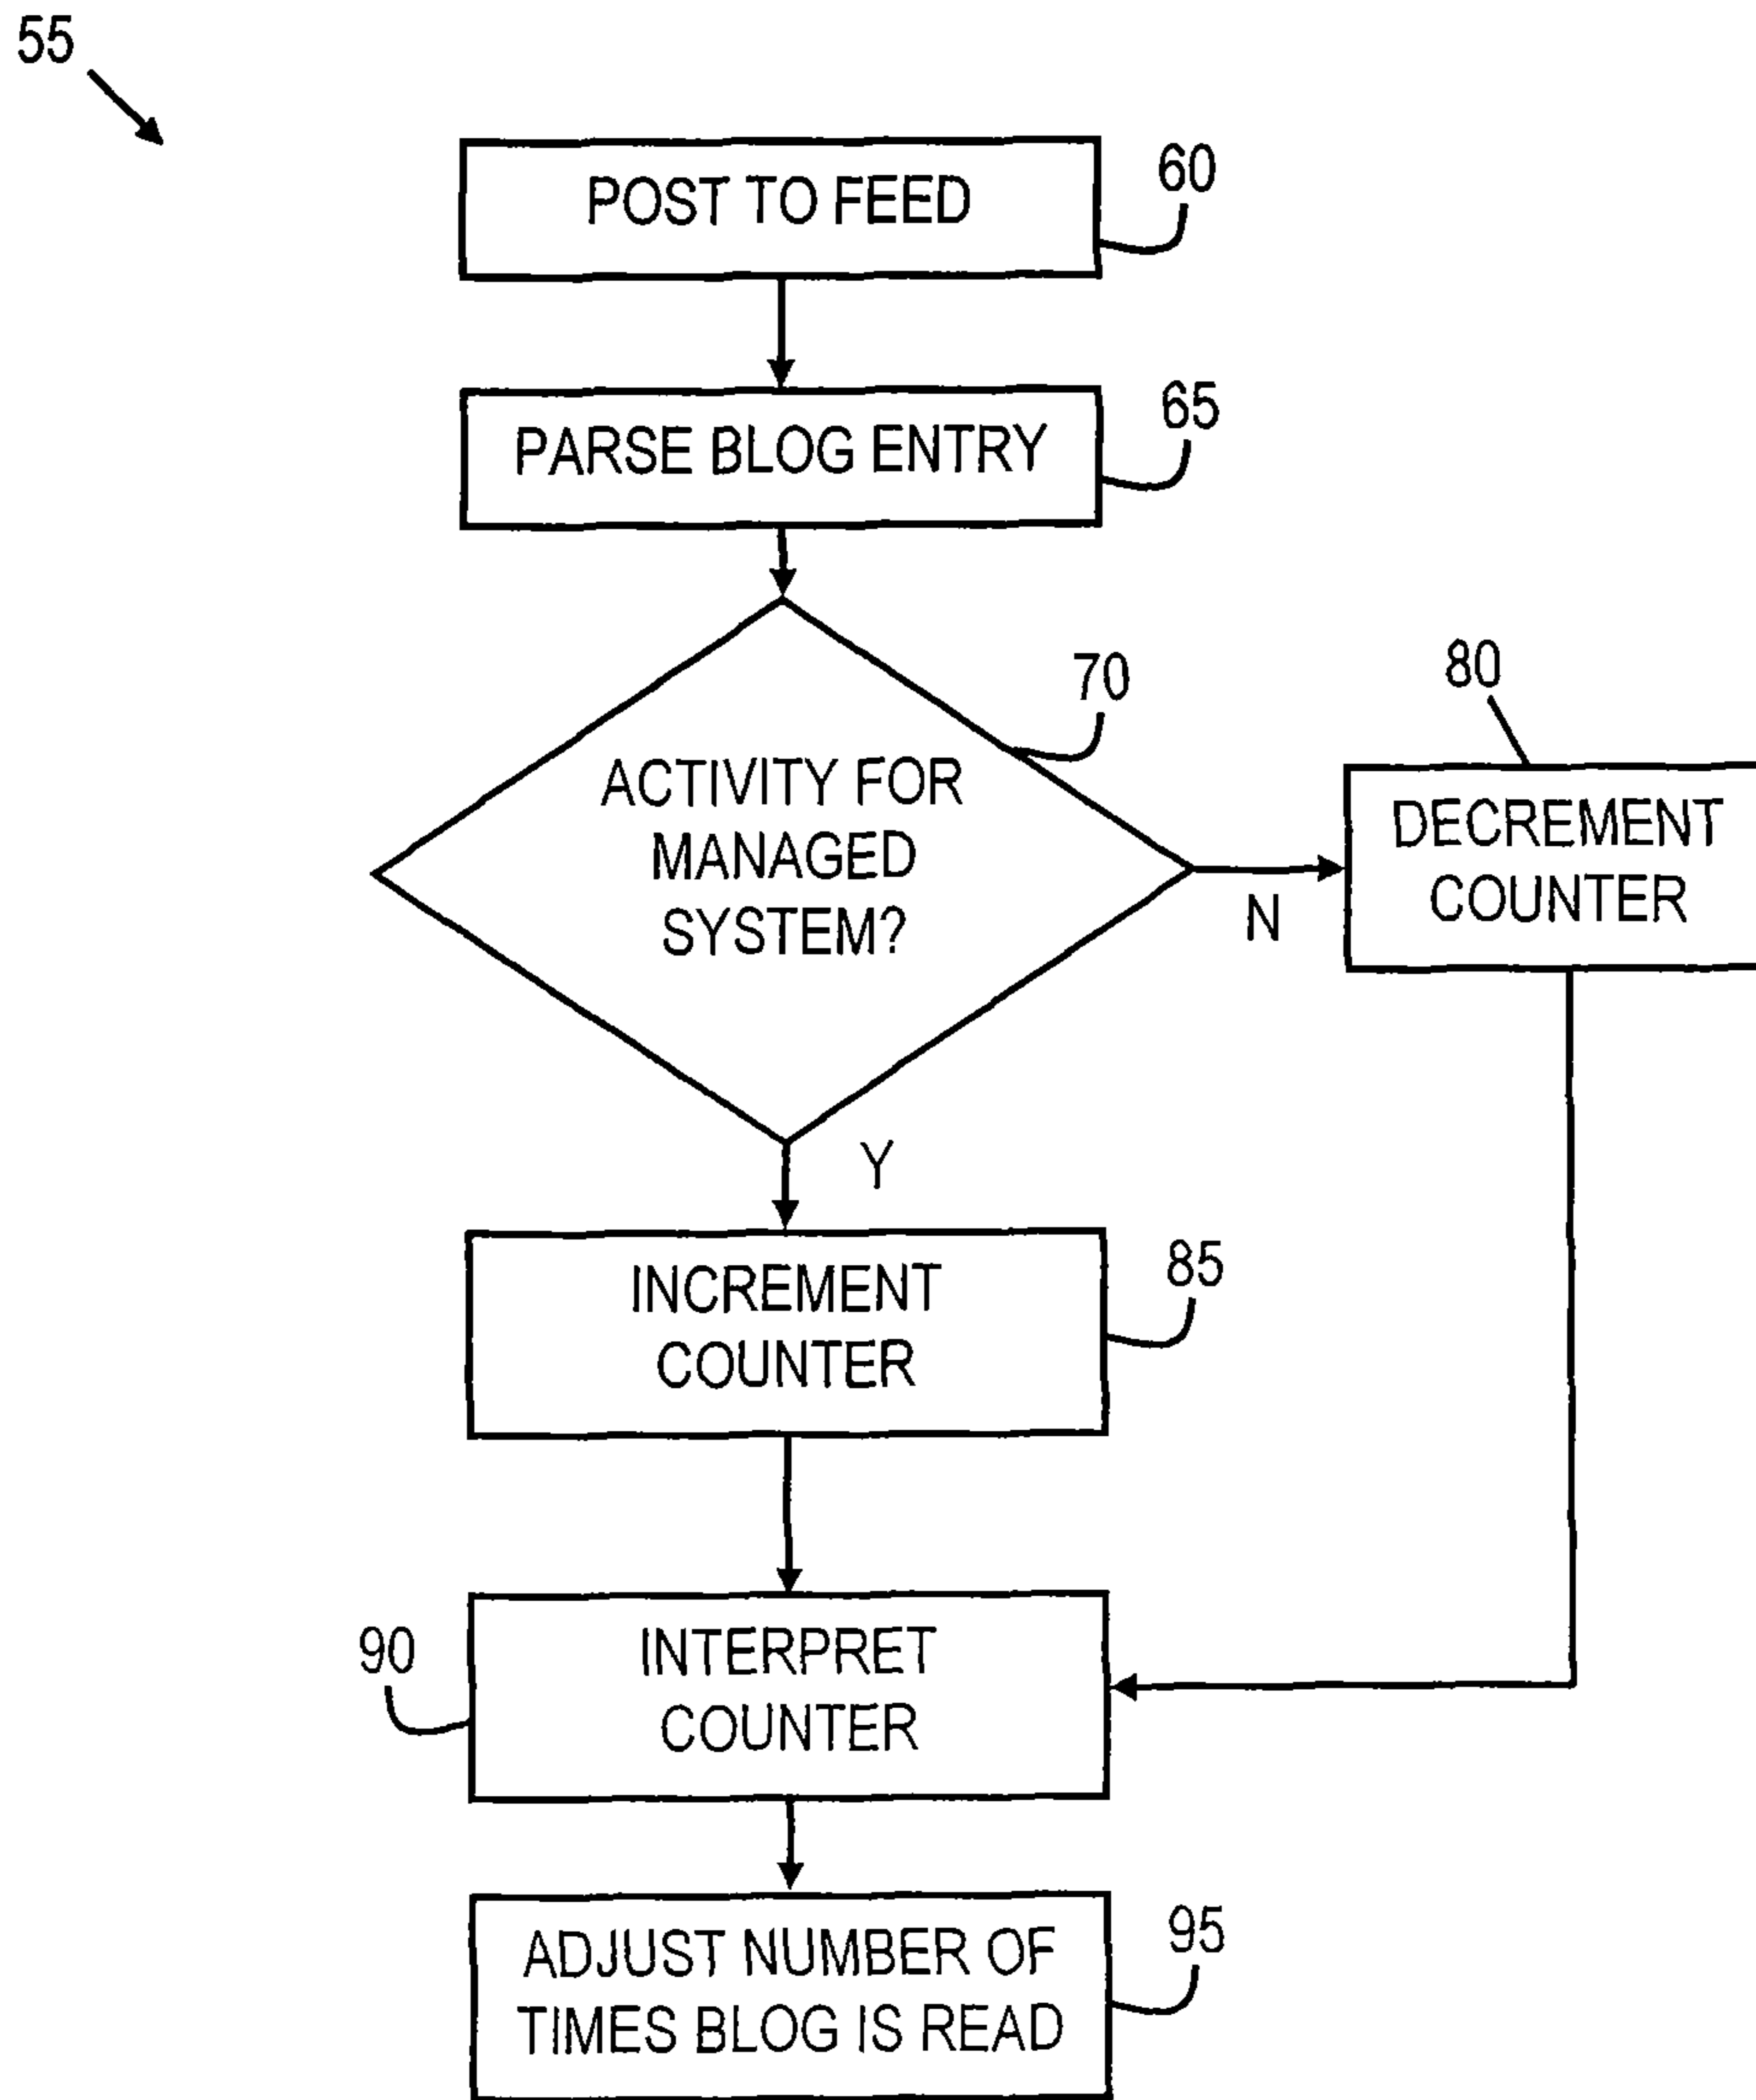 55
POST TO FEED
60
PARSE BLOG ENTRY
65
70
ACTIVITY FOR
MANAGED
SYSTEM?
80
DECREMENT
COUNTER
N
Y
INCREMENT
COUNTER
85
90
INTERPRET
COUNTER
ADJUST NUMBER OF
TIMES BLOG IS READ
95